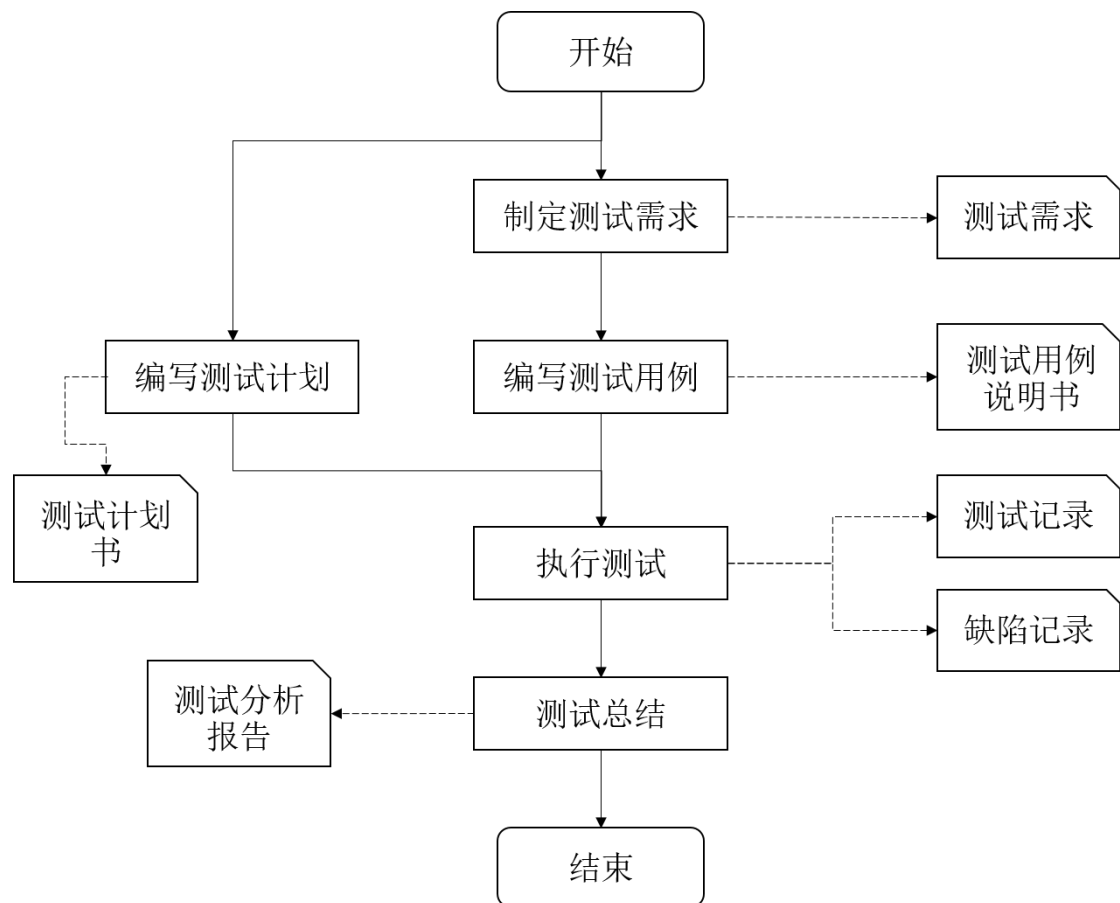 开始
制定测试需求
测试需求
编写测试计划
编写测试用例
测试用例
说明书
测试计划
书
执行测试
测试记录
缺陷记录
测试分析
报告
测试总结
结束